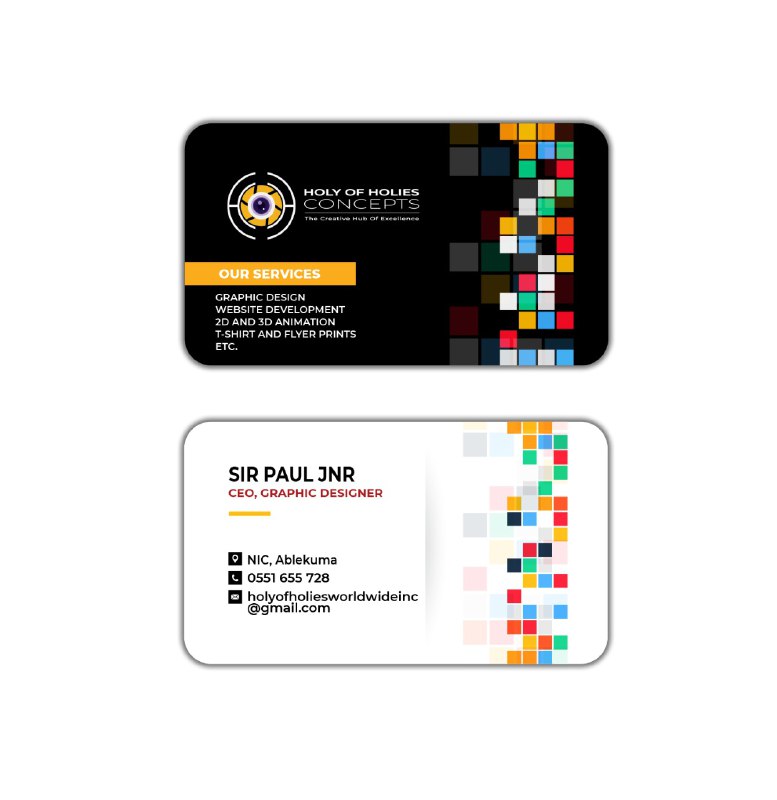 HOLY OF HOLIES
CONCEPTS
The Creative Hub Of Excellence
OUR SERVICES
GRAPHIC DESIGN
WEBSITE DEVELOPMENT
2D AND 3D ANIMATION
T-SHIRT AND FLYER PRINTS
ETC.
SIR PAUL JNR
CEO, GRAPHIC DESIGNER
NIC, Ablekuma
0551 655 728
holyofholiesworldwideinc
@gmail.com